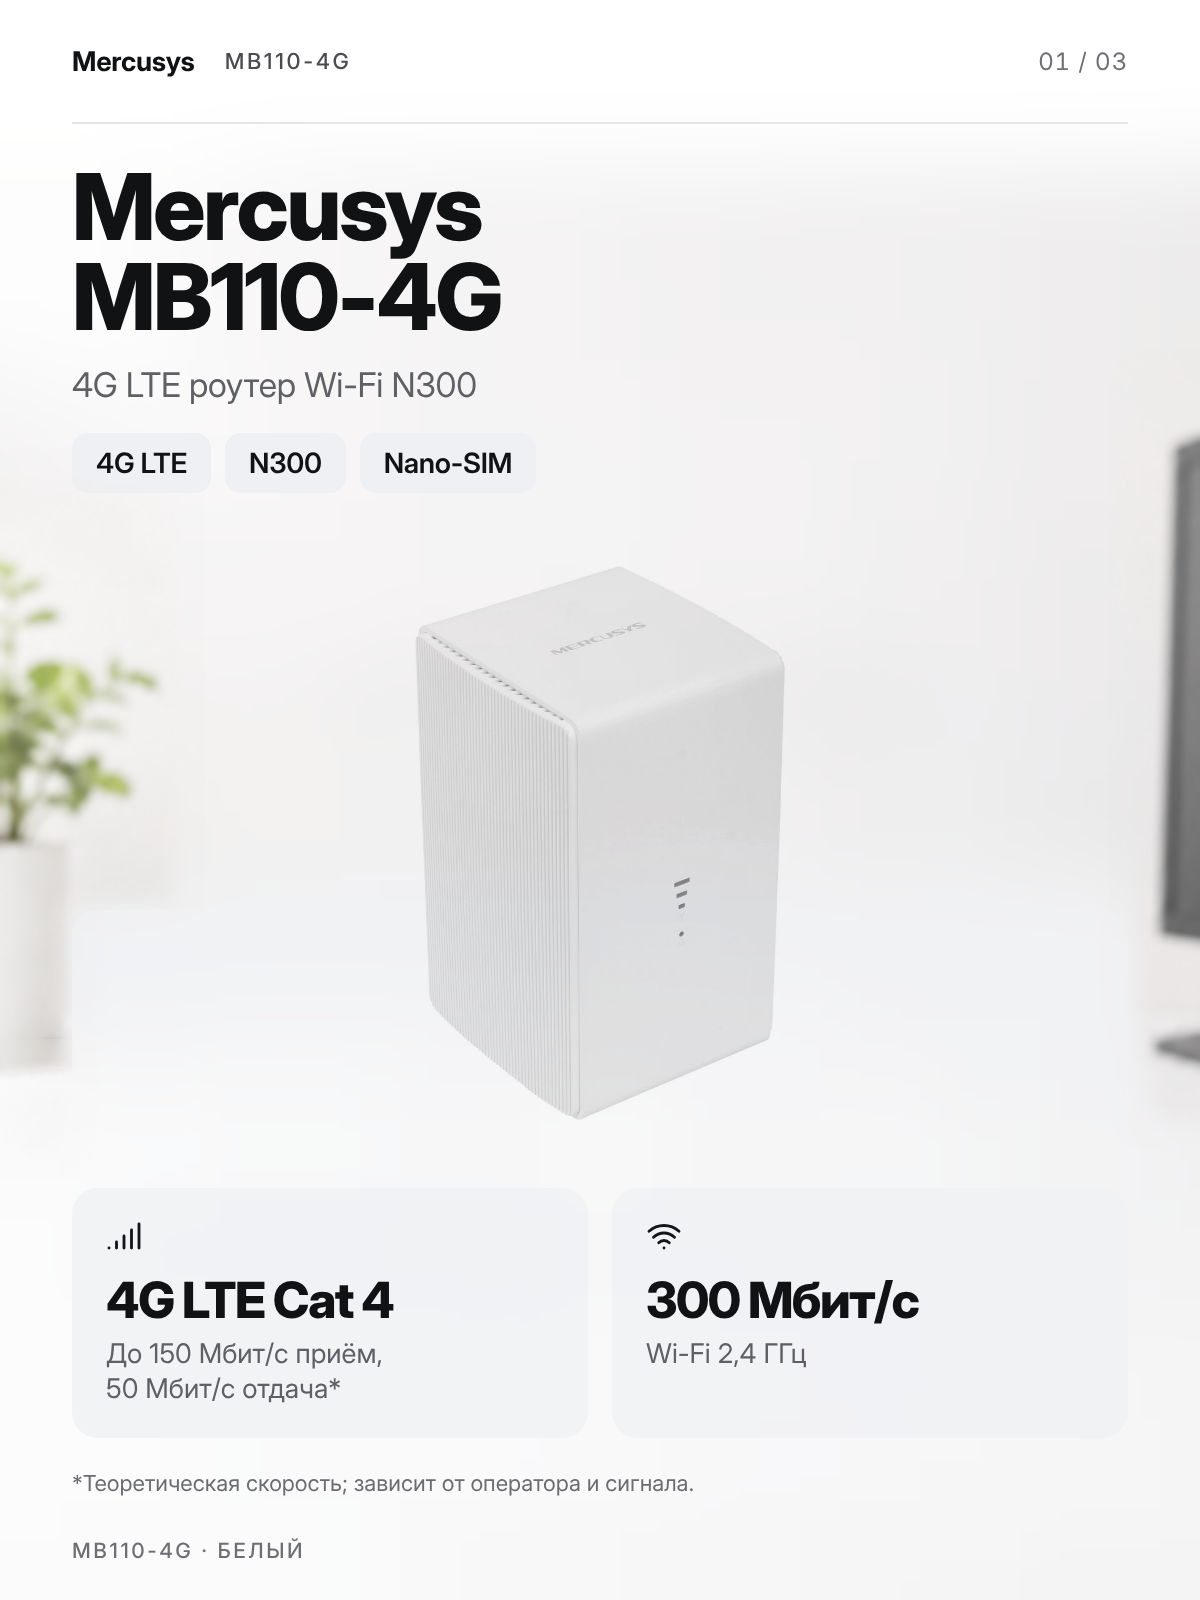 Mercusys MB110-4G 01 / 03
Mercusys
MB110-4G
4G LTE роутер Wi-Fi N300
4G LTE N300 Nano-SIM
MERCUSYS
4G LTE Cat 4
До 150 Мбит/с приём,
50 Мбит/с отдача*
300 Мбит/с
Wi-Fi 2,4 ГГц
*Теоретическая скорость; зависит от оператора и сигнала.
MB110-4G · БЕЛЫЙ